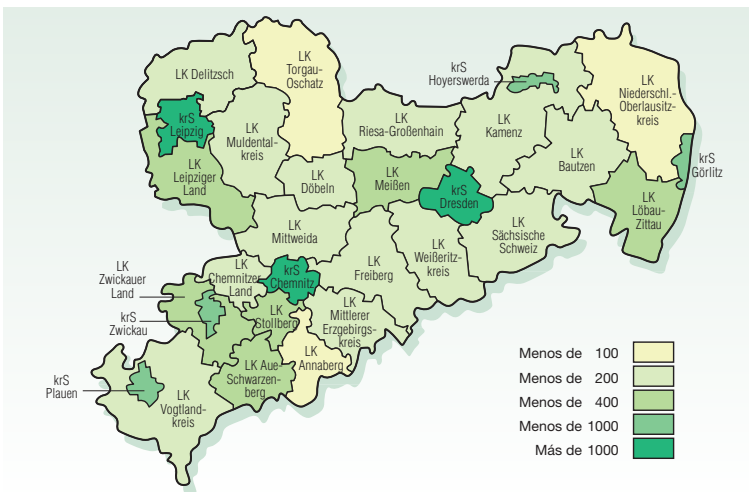 LK Delitzsch
LK
Torgau-
Oschatz
krS
Hoyerswerda
LK
Niederschl.-
Oberlausitz-
kreis
krS
Leipzig
LK
Muldental-
kreis
LK
Riesa-Großenhain
LK
Kamenz
LK
Bautzen
krS
Görlitz
LK
Leipziger
Land
LK
Döbeln
LK
Meißen
krS
Dresden
LK
Löbau-
Zittau
LK
Mittweida
LK
Sächsische
Schweiz
LK
Weißeritz-
kreis
LK
Freiberg
LK
Zwickauer
Land
LK
Chemnitzer
Land
krS
Chemnitz
krS
Zwickau
LK
Stollberg
LK
Mittlerer
Erzgebirgs-
kreis
LK
Annaberg
LK Aue-
Schwarzen-
berg
krS
Plauen
LK
Vogtland-
kreis
Menos de 100
Menos de 200
Menos de 400
Menos de 1000
Más de 1000